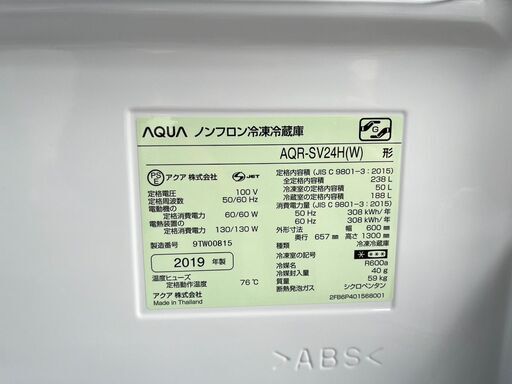 AQUA ノンフロン冷凍冷蔵庫
G
AQR-SV24H(W) 形
PS E アクア 株式会社 S JET
定格電圧 100 V
定格周波数 50/60 Hz
電動機の
定格消費電力 60/60 W
電熱装置の
定格消費電力 130/130 W
製造番号 9TW00815
2019 年製
温度ヒューズ
定格動作温度 76℃
アクア 株式会社
Made in Thailand
定格内容積 (JIS C 9801-3 : 2015)
全定格内容積 238 L
冷凍室の定格内容積 50 L
冷蔵室の定格内容積 188 L
消費電力量 (JIS C 9801-3 : 2015)
50 Hz 308 kWh/年
60 Hz 308 kWh/年
外形寸法 幅 600 mm
奥行 657 mm 高さ 1300 mm
種類 冷凍冷蔵庫
冷凍室の記号
冷媒名 R600a
冷媒封入量 40 g
質量 59 kg
断熱発泡ガス シクロペンタン
2FB6P401566001
>ABS<